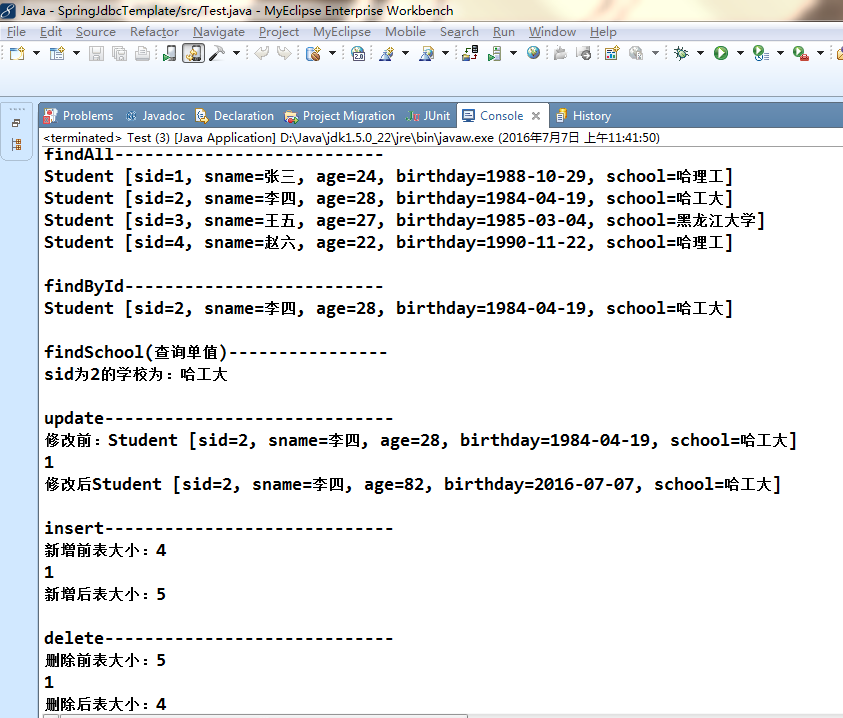 Java - SpringJdbcTemplate/src/Test.java - MyEclipse Enterprise Workbench
File Edit Source Refactor Navigate Project MyEclipse Mobile Search Run Window Help
Problems Javadoc Declaration Project Migration JUnit Console History
<terminated> Test (3) [Java Application] D:\Java\jdk1.5.0_22\jre\bin\javaw.exe (2016年7月7日 上午11:41:50)
findAll---------------------------
Student [sid=1, sname=张三, age=24, birthday=1988-10-29, school=哈理工]
Student [sid=2, sname=李四, age=28, birthday=1984-04-19, school=哈工大]
Student [sid=3, sname=王五, age=27, birthday=1985-03-04, school=黑龙江大学]
Student [sid=4, sname=赵六, age=22, birthday=1990-11-22, school=哈理工]
findById--------------------------
Student [sid=2, sname=李四, age=28, birthday=1984-04-19, school=哈工大]
findSchool(查询单值)----------------
sid为2的学校为：哈工大
update-----------------------------
修改前：Student [sid=2, sname=李四, age=28, birthday=1984-04-19, school=哈工大]
1
修改后Student [sid=2, sname=李四, age=82, birthday=2016-07-07, school=哈工大]
insert-----------------------------
新增前表大小：4
1
新增后表大小：5
delete-----------------------------
删除前表大小：5
1
删除后表大小：4